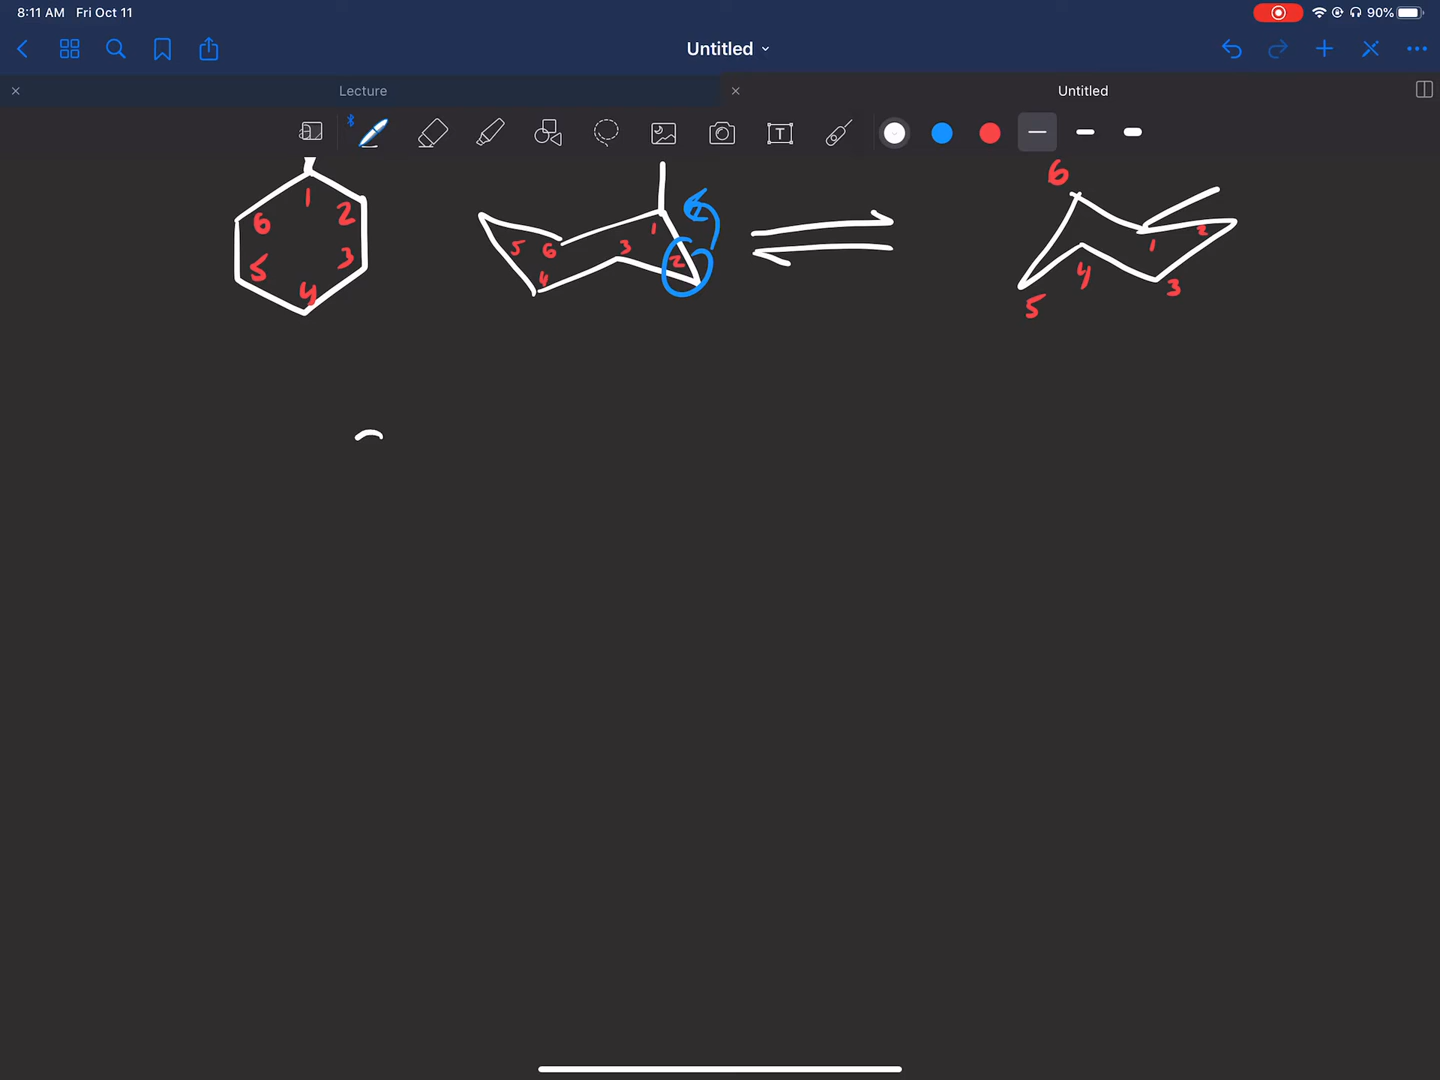 8:11 AM Fri Oct 11
90%
Untitled
Lecture
Untitled
T
6
1
6 2
5 3
4
1
5 6 3
2
4
1 2
4
5 3